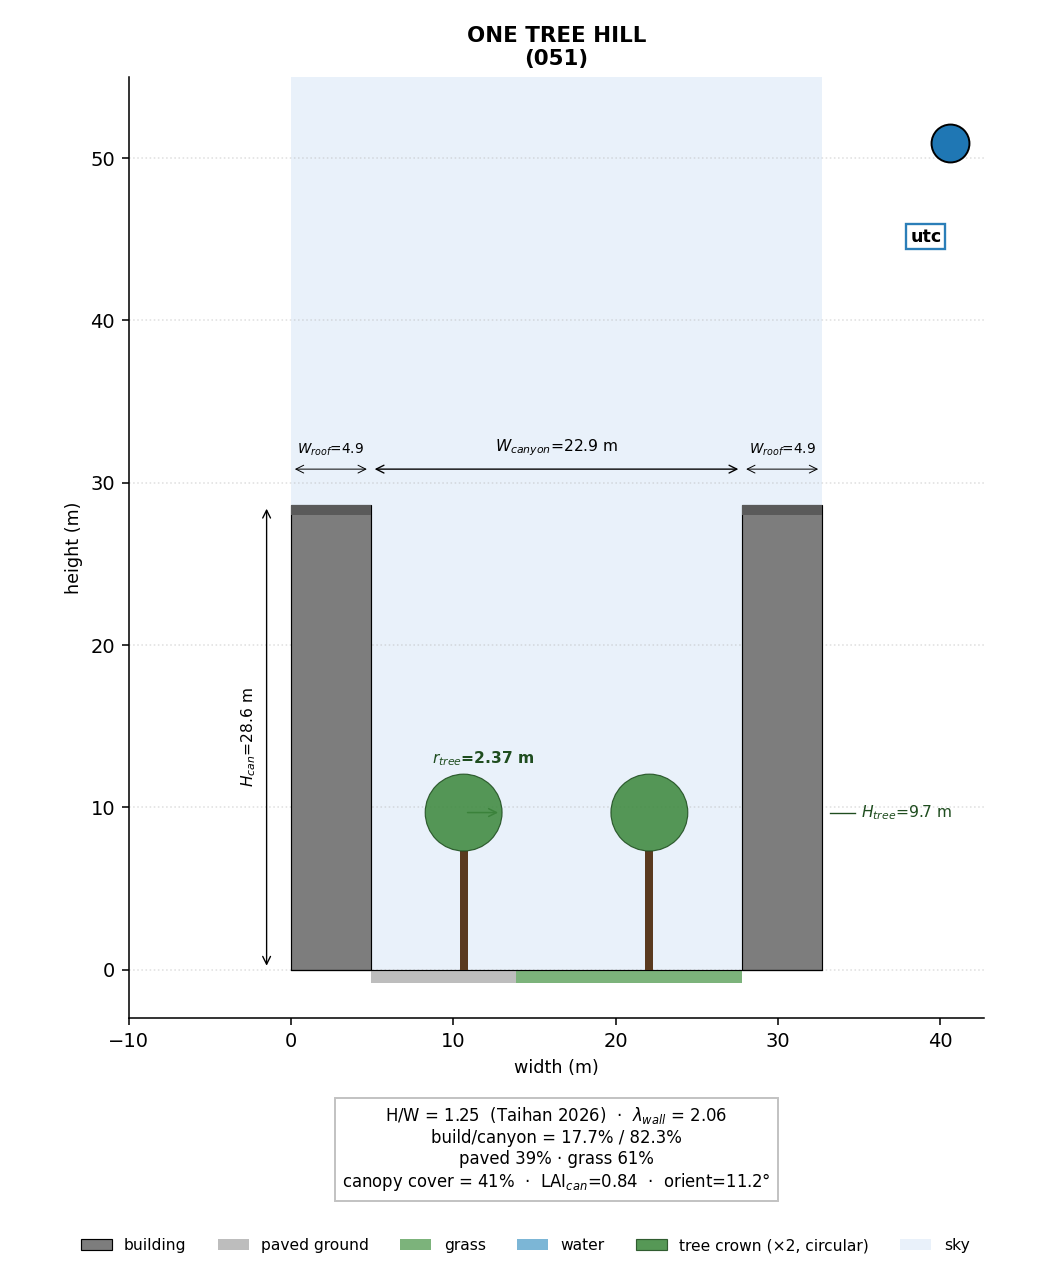 ONE TREE HILL
(051)
50
utc
40
W_roof=4.9
W_canyon=22.9 m
W_roof=4.9
30
height (m)
20
H_can=28.6 m
r_tree=2.37 m
10
H_tree=9.7 m
0
−10 0 10 20 30 40
width (m)
H/W = 1.25 (Taihan 2026) · λ_wall = 2.06
build/canyon = 17.7% / 82.3%
paved 39% · grass 61%
canopy cover = 41% · LAI_can=0.84 · orient=11.2°
building paved ground grass water tree crown (×2, circular) sky